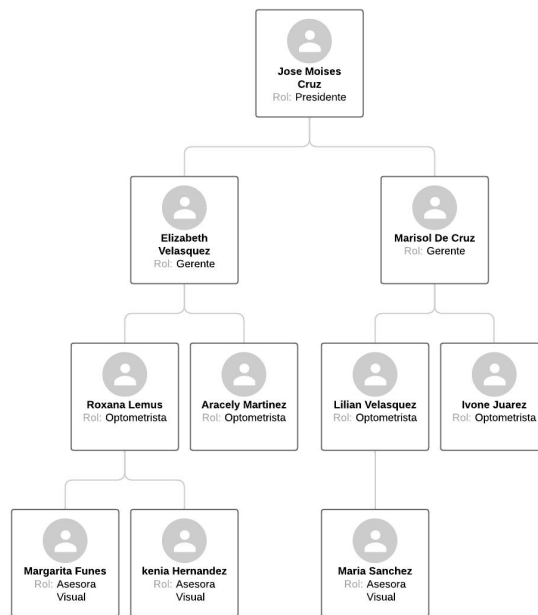 Jose Moises
Cruz
Rol: Presidente
Elizabeth
Velasquez
Rol: Gerente
Marisol De Cruz
Rol: Gerente
Roxana Lemus
Rol: Optometrista
Aracely Martinez
Rol: Optometrista
Lilian Velasquez
Rol: Optometrista
Ivone Juarez
Rol: Optometrista
Margarita Funes
Rol: Asesora
Visual
kenia Hernandez
Rol: Asesora
Visual
Maria Sanchez
Rol: Asesora
Visual